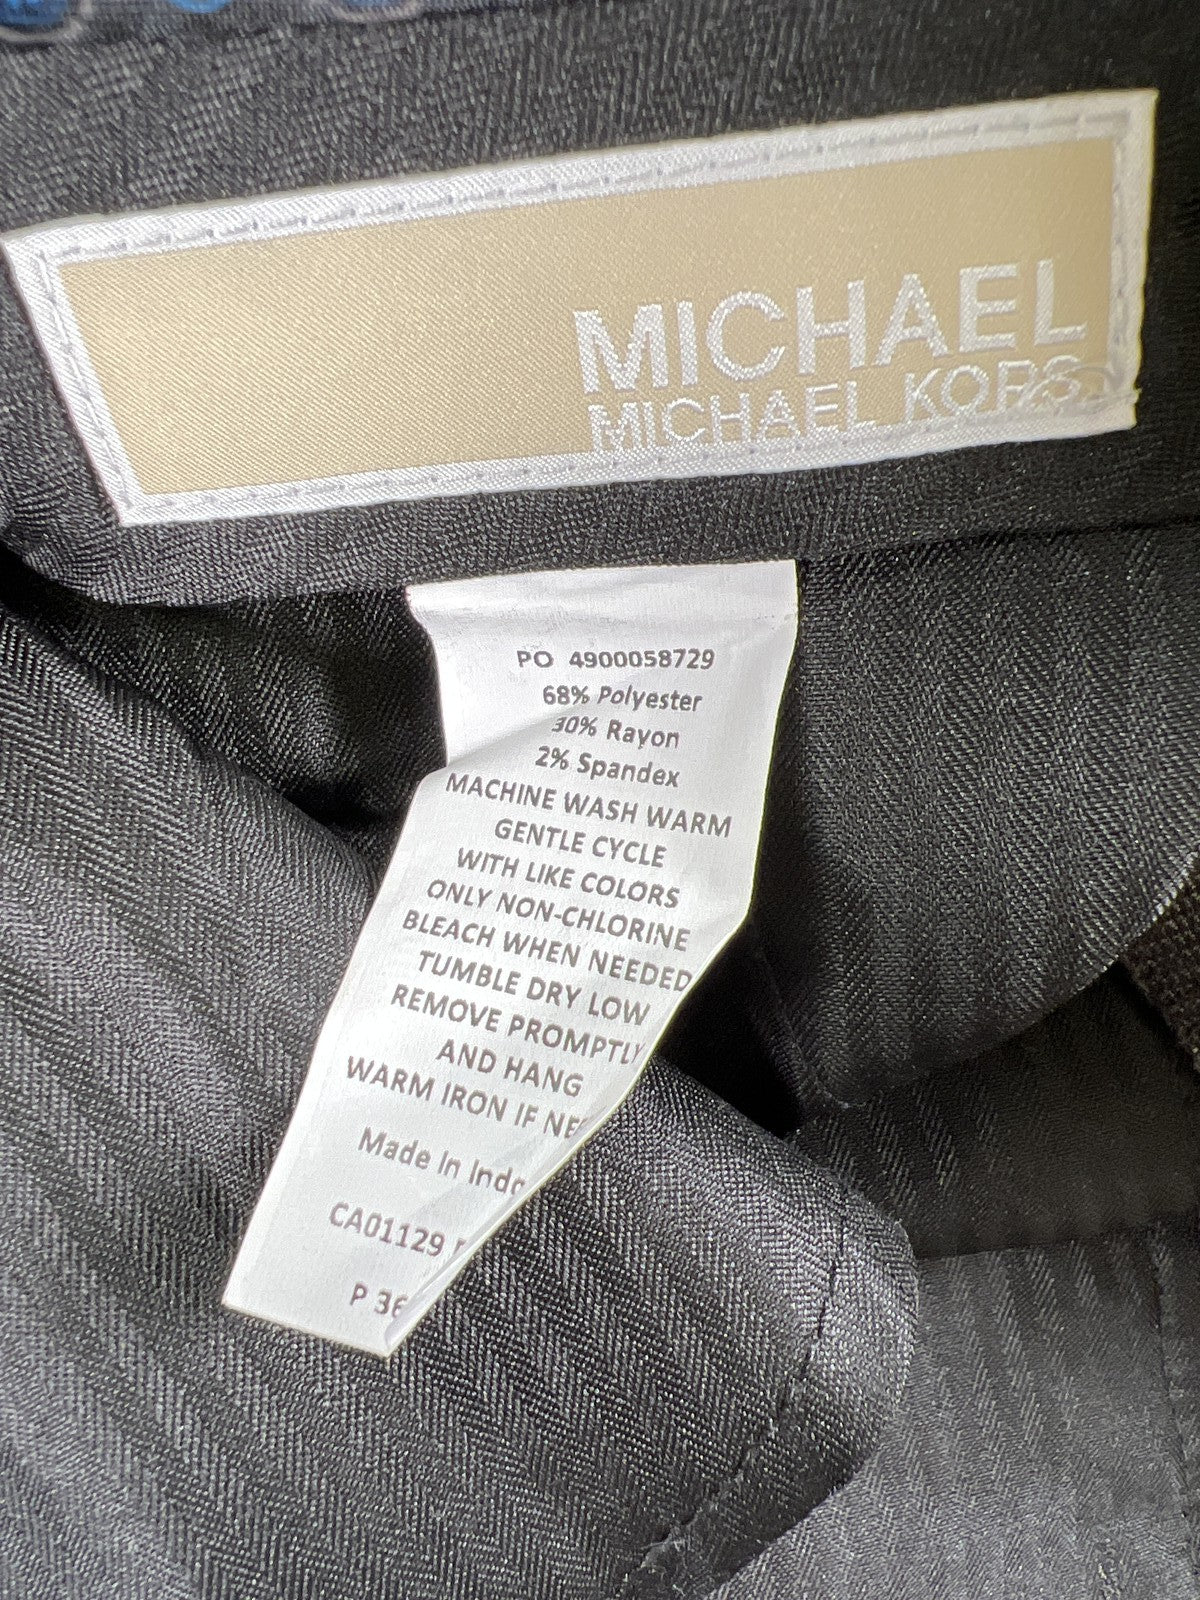 MICHAEL
MICHAEL KORS
PO 4900058729
68% Polyester
30% Rayon
2% Spandex
MACHINE WASH WARM
GENTLE CYCLE
WITH LIKE COLORS
ONLY NON-CHLORINE
BLEACH WHEN NEEDED
TUMBLE DRY LOW
REMOVE PROMPTLY
AND HANG
WARM IRON IF
Made In
CA01129
P 36